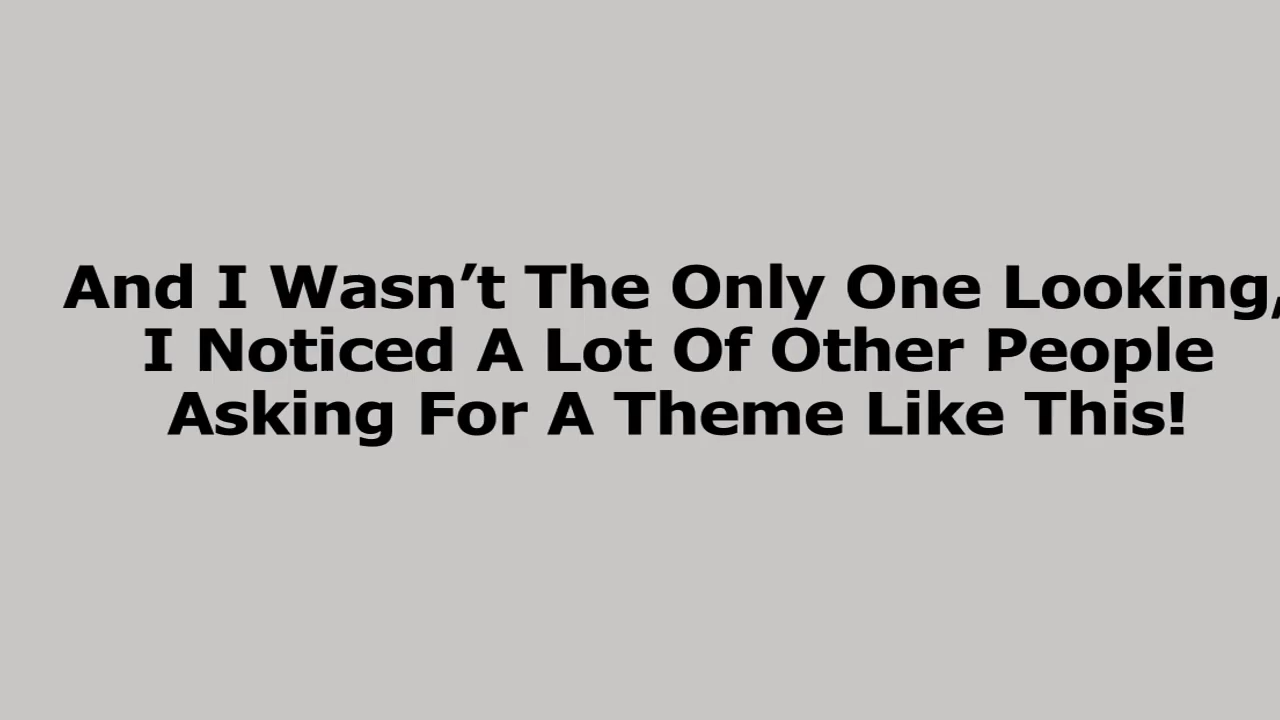 And I Wasn’t The Only One Looking,
I Noticed A Lot Of Other People
Asking For A Theme Like This!